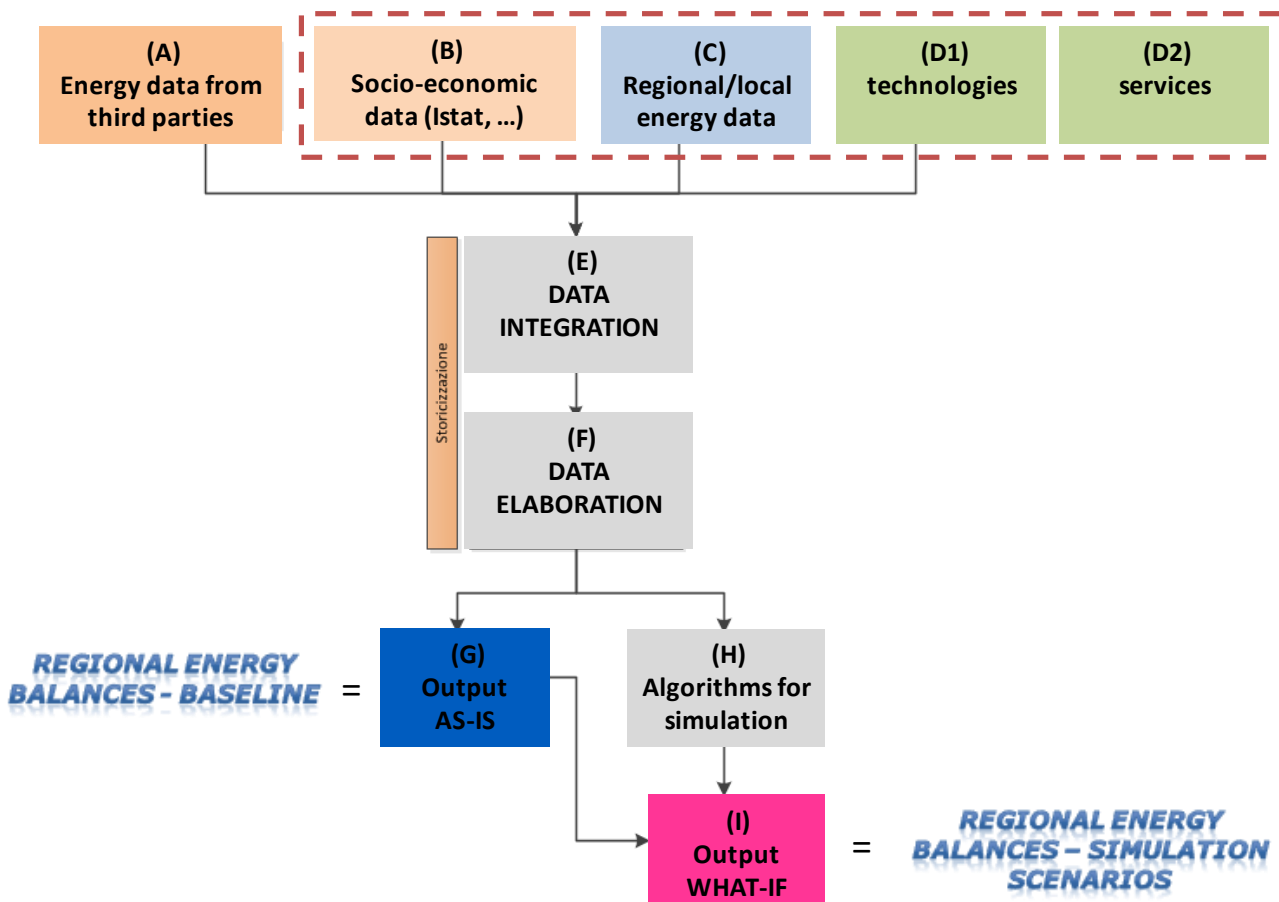 (A)
Energy data from
third parties
(B)
Socio-economic
data (Istat, …)
(C)
Regional/local
energy data
(D1)
technologies
(D2)
services
(E)
DATA
INTEGRATION
Storicizzazione
(F)
DATA
ELABORATION
REGIONAL ENERGY
BALANCES - BASELINE
=
(G)
Output
AS-IS
(H)
Algorithms for
simulation
(I)
Output
WHAT-IF
=
REGIONAL ENERGY
BALANCES – SIMULATION
SCENARIOS